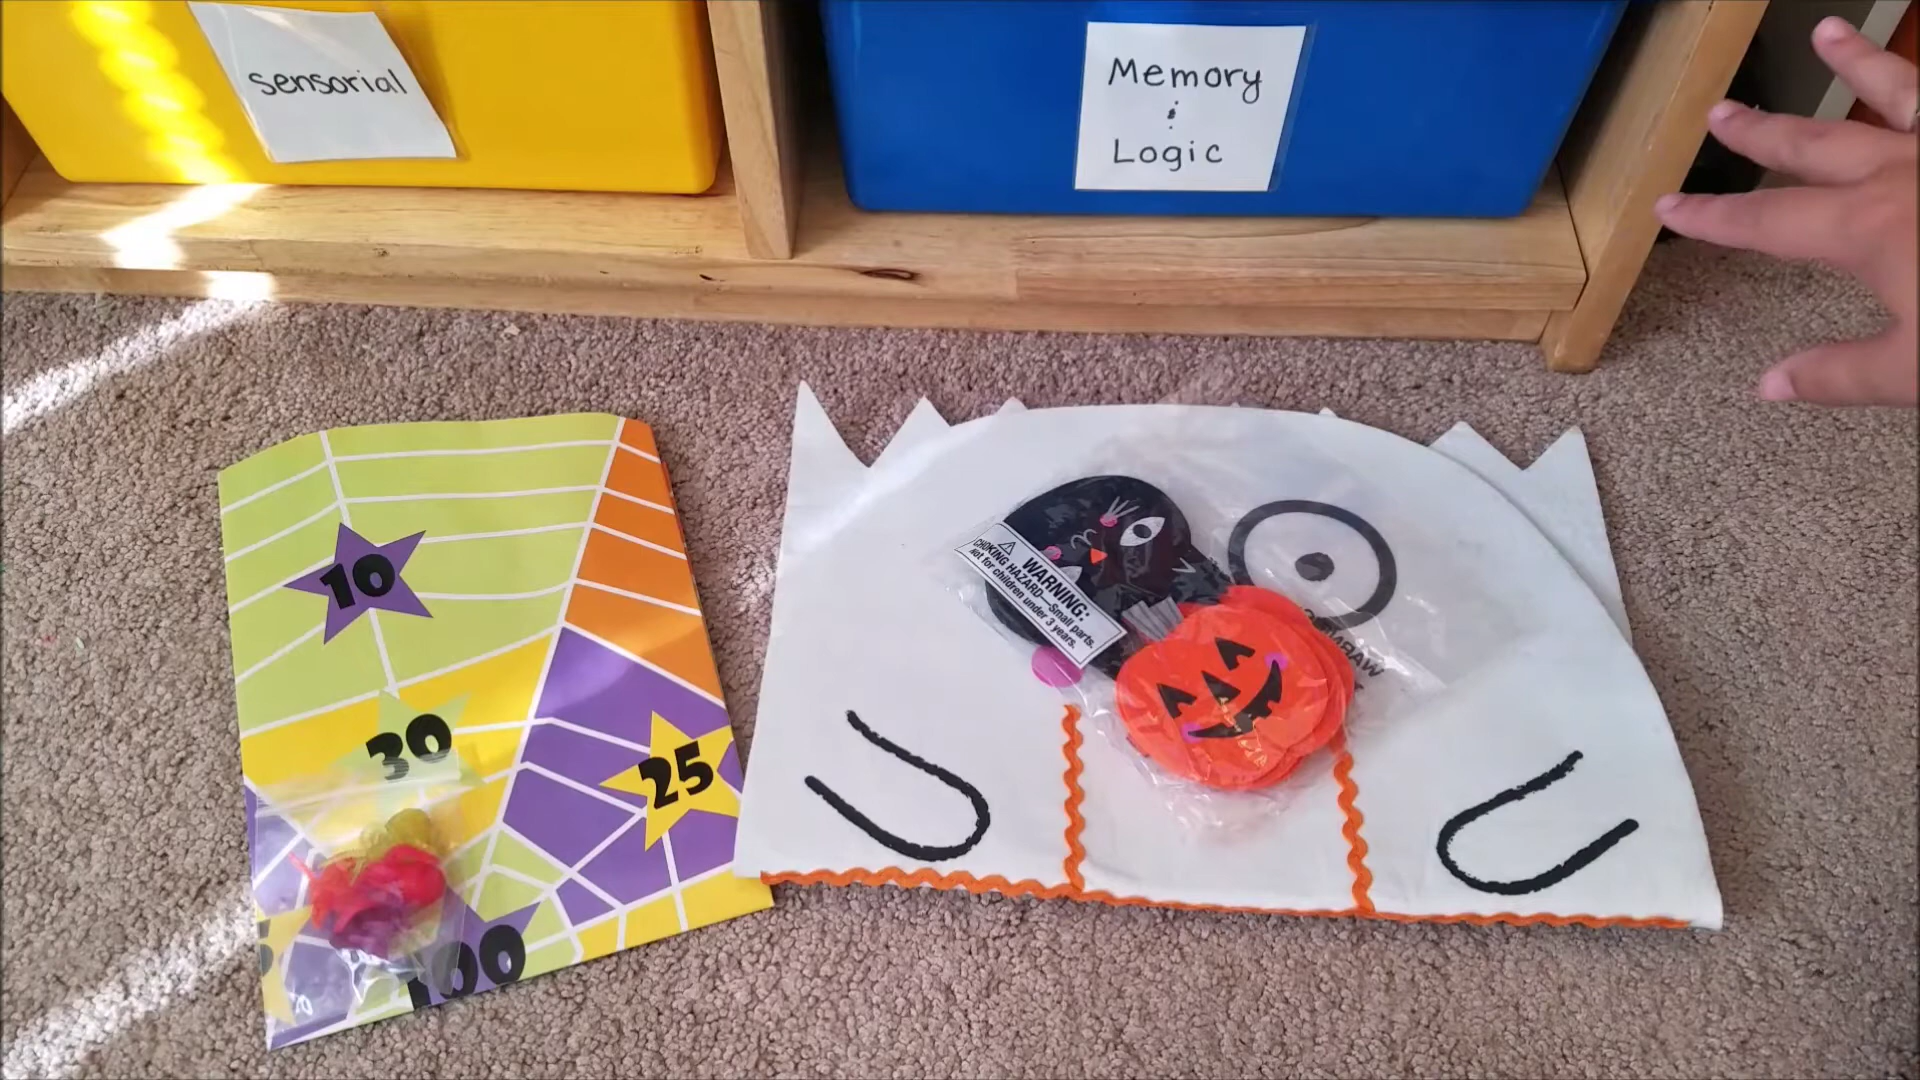 sensorial
Memory
&
Logic
10
30
25
100
WARNING:
CHOKING HAZARD—Small parts.
Not for children under 3 years.